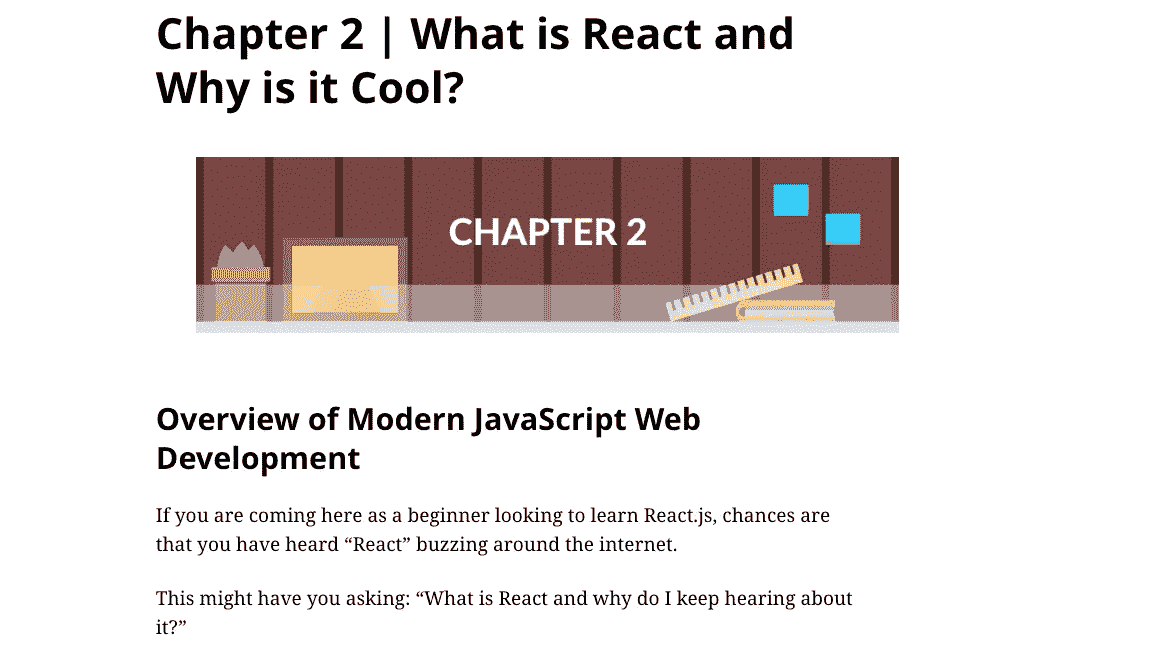 Chapter 2 | What is React and
Why is it Cool?
CHAPTER 2
Overview of Modern JavaScript Web
Development
If you are coming here as a beginner looking to learn React.js, chances are
that you have heard “React” buzzing around the internet.
This might have you asking: “What is React and why do I keep hearing about
it?”